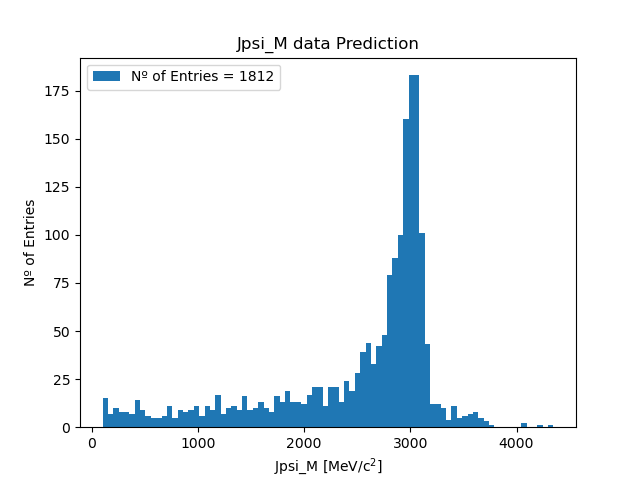 Jpsi_M data Prediction
Nº of Entries = 1812
Nº of Entries
175
150
125
100
75
50
25
0
0 1000 2000 3000 4000
Jpsi_M [MeV/c²]